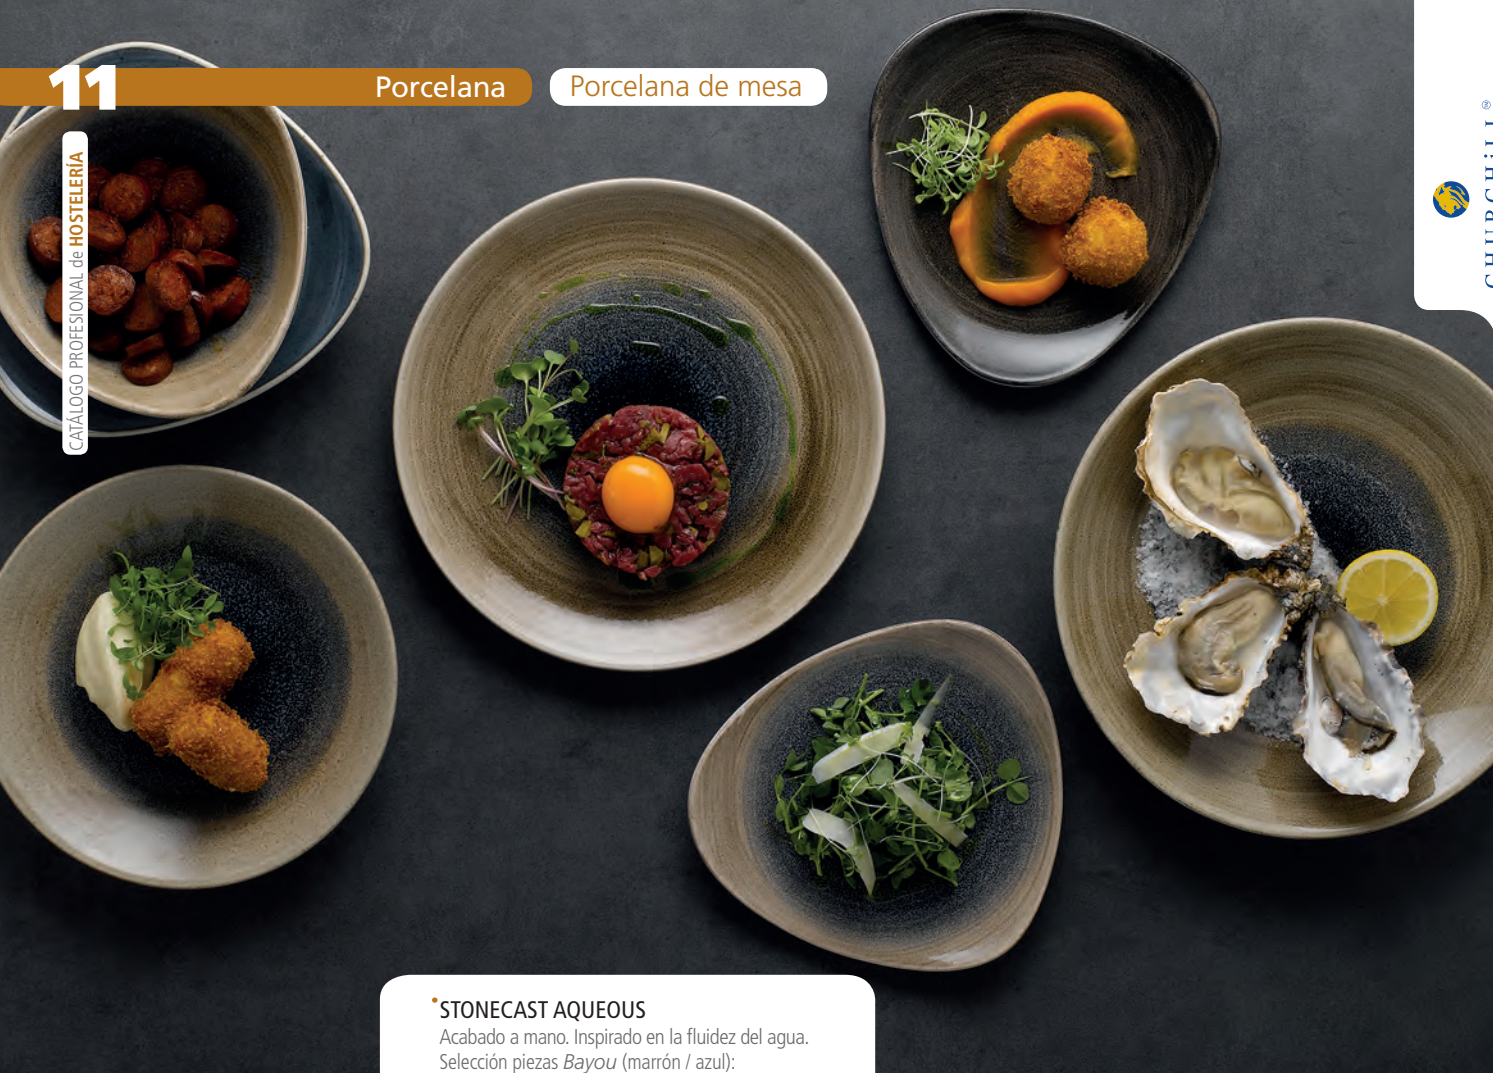 11
Porcelana
Porcelana de mesa
CATÁLOGO PROFESIONAL de HOSTELERÍA
CHURCHiLL®
•STONECAST AQUEOUS
Acabado a mano. Inspirado en la fluidez del agua.
Selección piezas Bayou (marrón / azul):